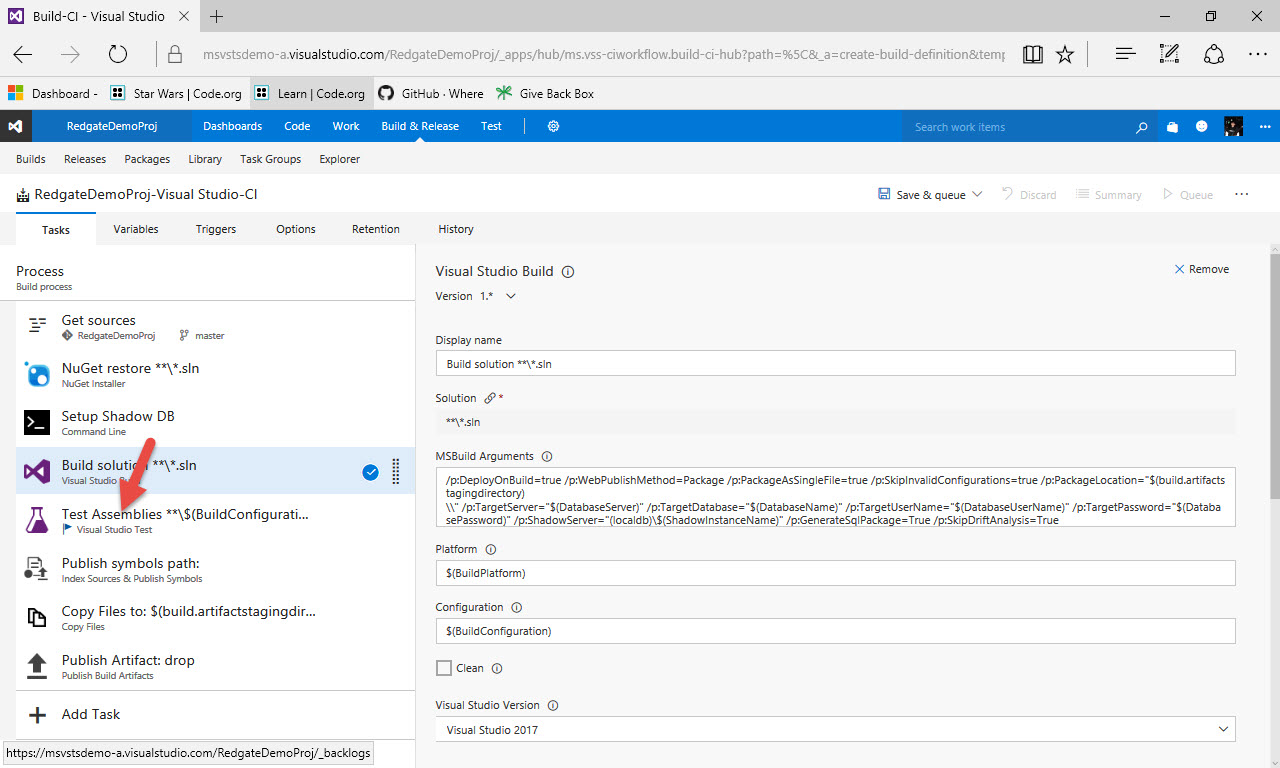 Build-CI - Visual Studio
msvstsdemo-a.visualstudio.com/RedgateDemoProj/_apps/hub/ms.vss-ciworkflow.build-ci-hub?path=%5C&_a=create-build-definition&temp
Dashboard - Star Wars | Code.org Learn | Code.org GitHub · Where Give Back Box
RedgateDemoProj Dashboards Code Work Build & Release Test Search work items
Builds Releases Packages Library Task Groups Explorer
RedgateDemoProj-Visual Studio-CI Save & queue Discard Summary Queue
Tasks Variables Triggers Options Retention History
Process
Build process
Get sources
RedgateDemoProj master
NuGet restore **\*.sln
NuGet Installer
Setup Shadow DB
Command Line
Build solution **\*.sln
Visual Studio
Test Assemblies **\$(BuildConfigurati...
Visual Studio Test
Publish symbols path:
Index Sources & Publish Symbols
Copy Files to: $(build.artifactstagingdir...
Copy Files
Publish Artifact: drop
Publish Build Artifacts
Add Task
https://msvstsdemo-a.visualstudio.com/RedgateDemoProj/_backlogs
Visual Studio Build Remove
Version 1.*
Display name
Build solution **\*.sln
Solution *
**\*.sln
MSBuild Arguments
/p:DeployOnBuild=true /p:WebPublishMethod=Package /p:PackageAsSingleFile=true /p:SkipInvalidConfigurations=true /p:PackageLocation="$(build.artifacts
tagingdirectory)
\\" /p:TargetServer="$(DatabaseServer)" /p:TargetDatabase="$(DatabaseName)" /p:TargetUserName="$(DatabaseUserName)" /p:TargetPassword="$(Datab
asePassword)" /p:ShadowServer="(localdb)\$(ShadowInstanceName)" /p:GenerateSqlPackage=True /p:SkipDriftAnalysis=True
Platform
$(BuildPlatform)
Configuration
$(BuildConfiguration)
Clean
Visual Studio Version
Visual Studio 2017